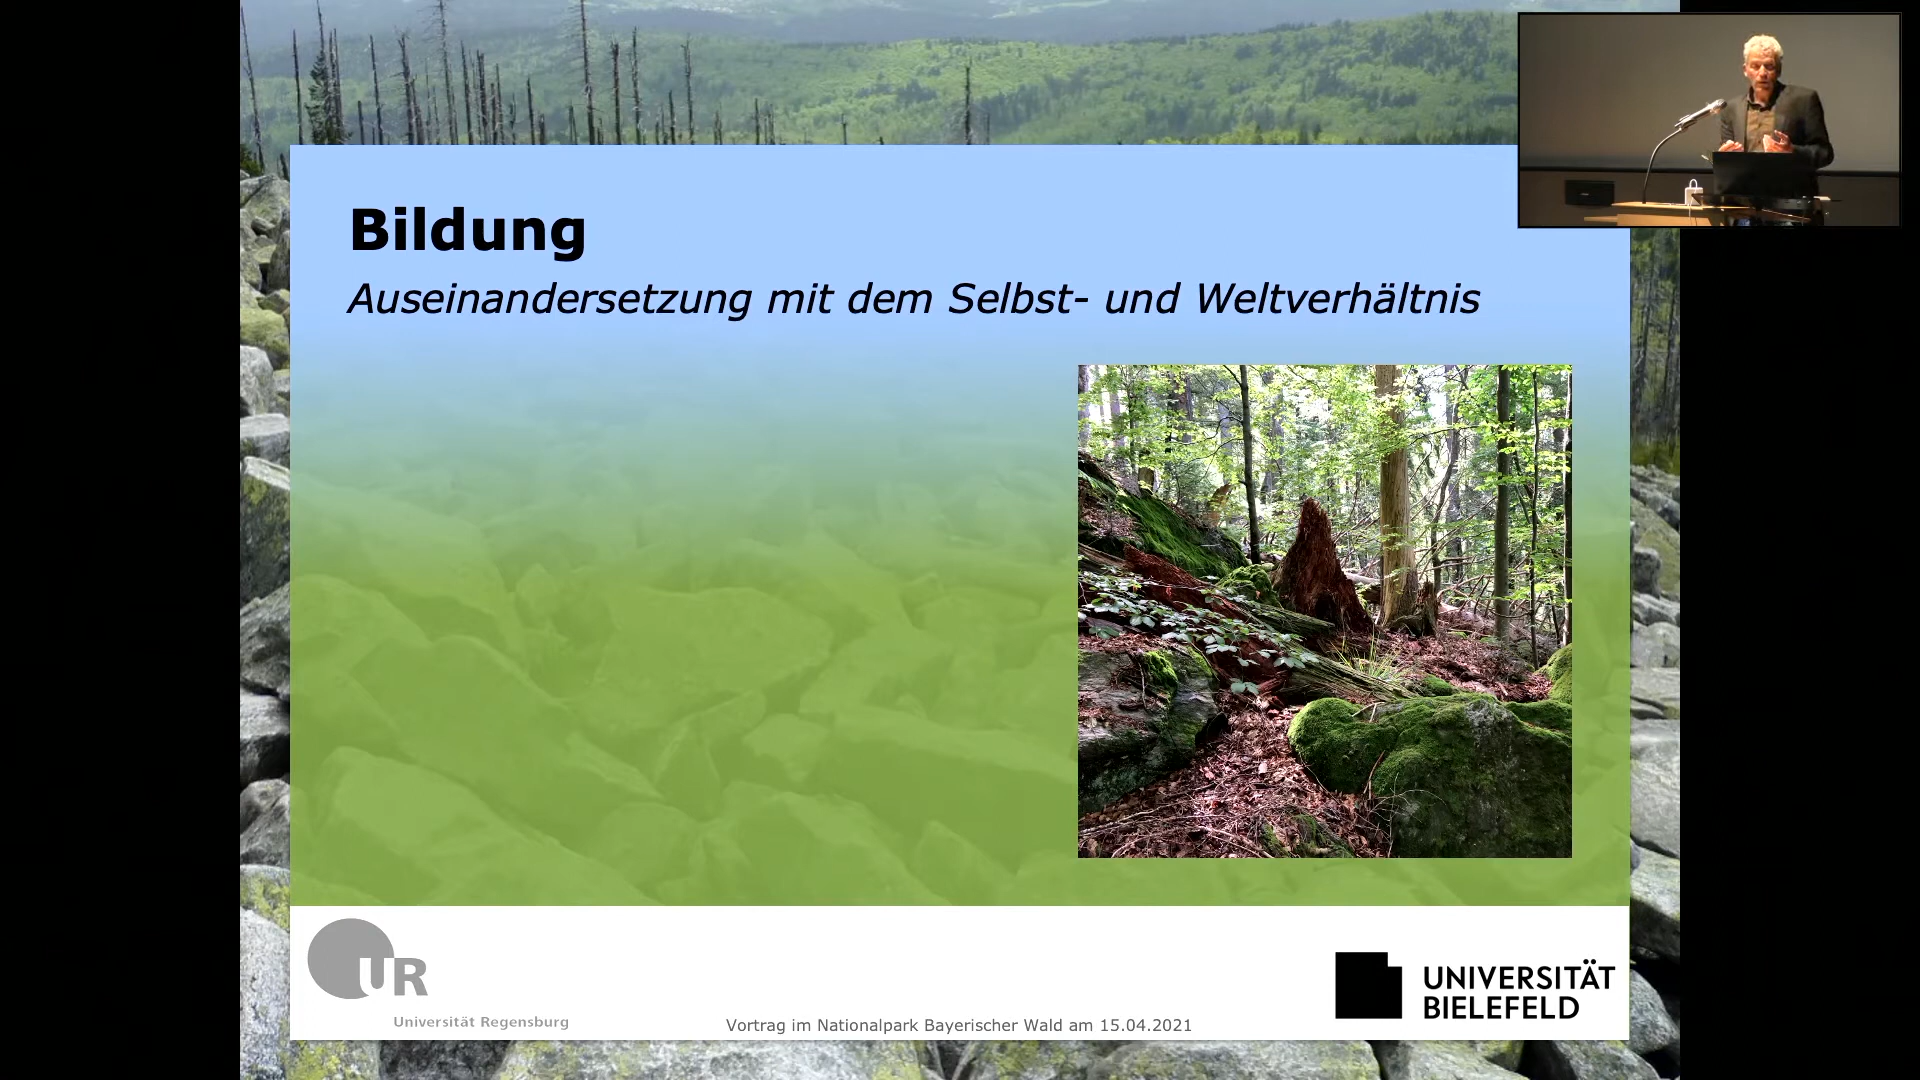 Bildung
Auseinandersetzung mit dem Selbst- und Weltverhältnis
UR
Universität Regensburg
Vortrag im Nationalpark Bayerischer Wald am 15.04.2021
UNIVERSITÄT
BIELEFELD